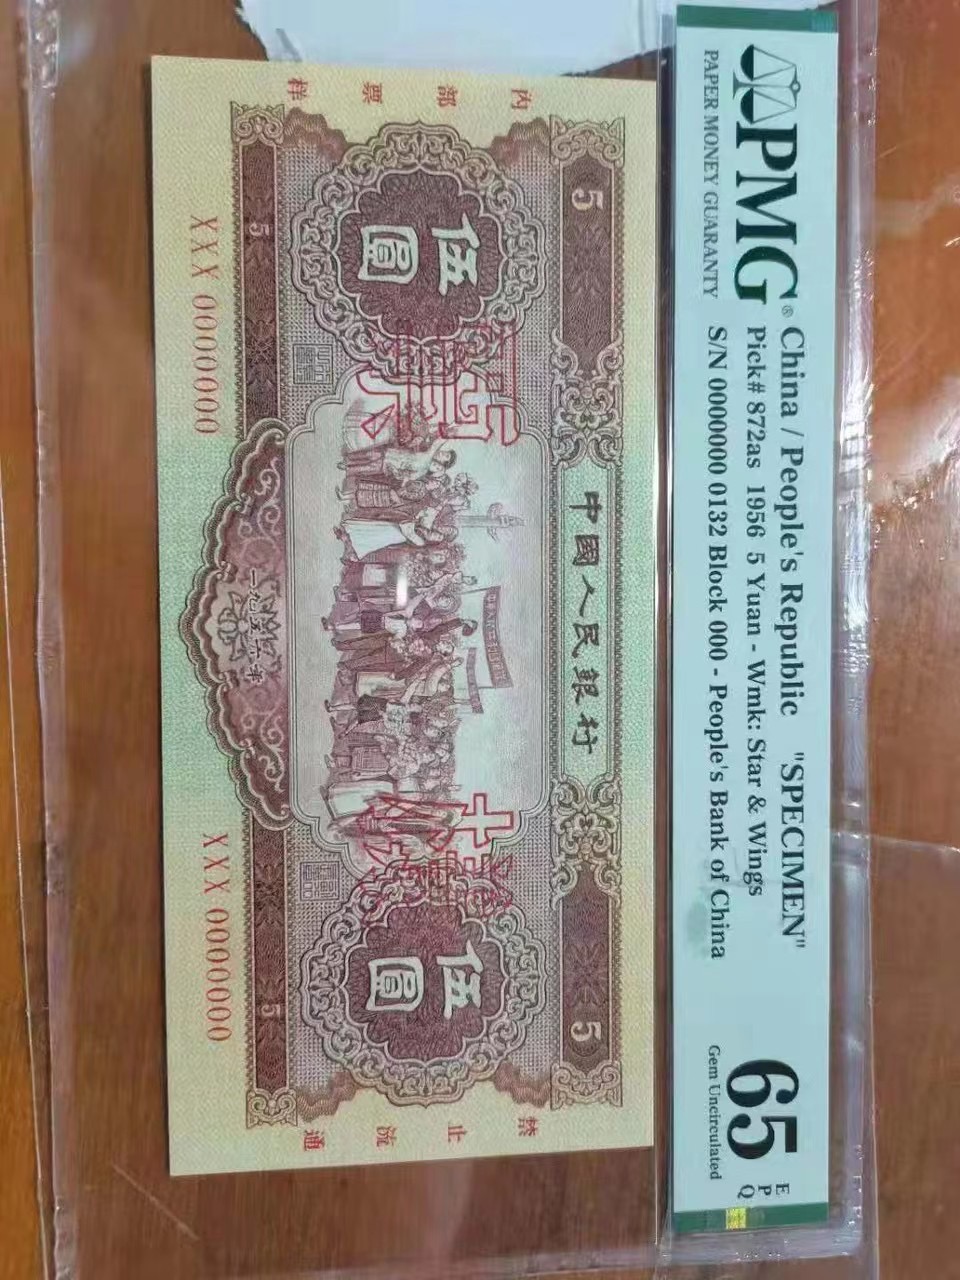 PMG
PAPER MONEY GUARANTY
China / People's Republic "SPECIMEN"
Pick# 872as 1956 5 Yuan - Wmk: Star & Wings
S/N 0000000 0132 Block 000 - People's Bank of China
65
EPQ
Gem Uncirculated
内部票样
禁止流通
5
中國人民銀行
5
伍圓
伍圓
票樣
5
一九五六年
5
XXX 0000000
XXX 0000000